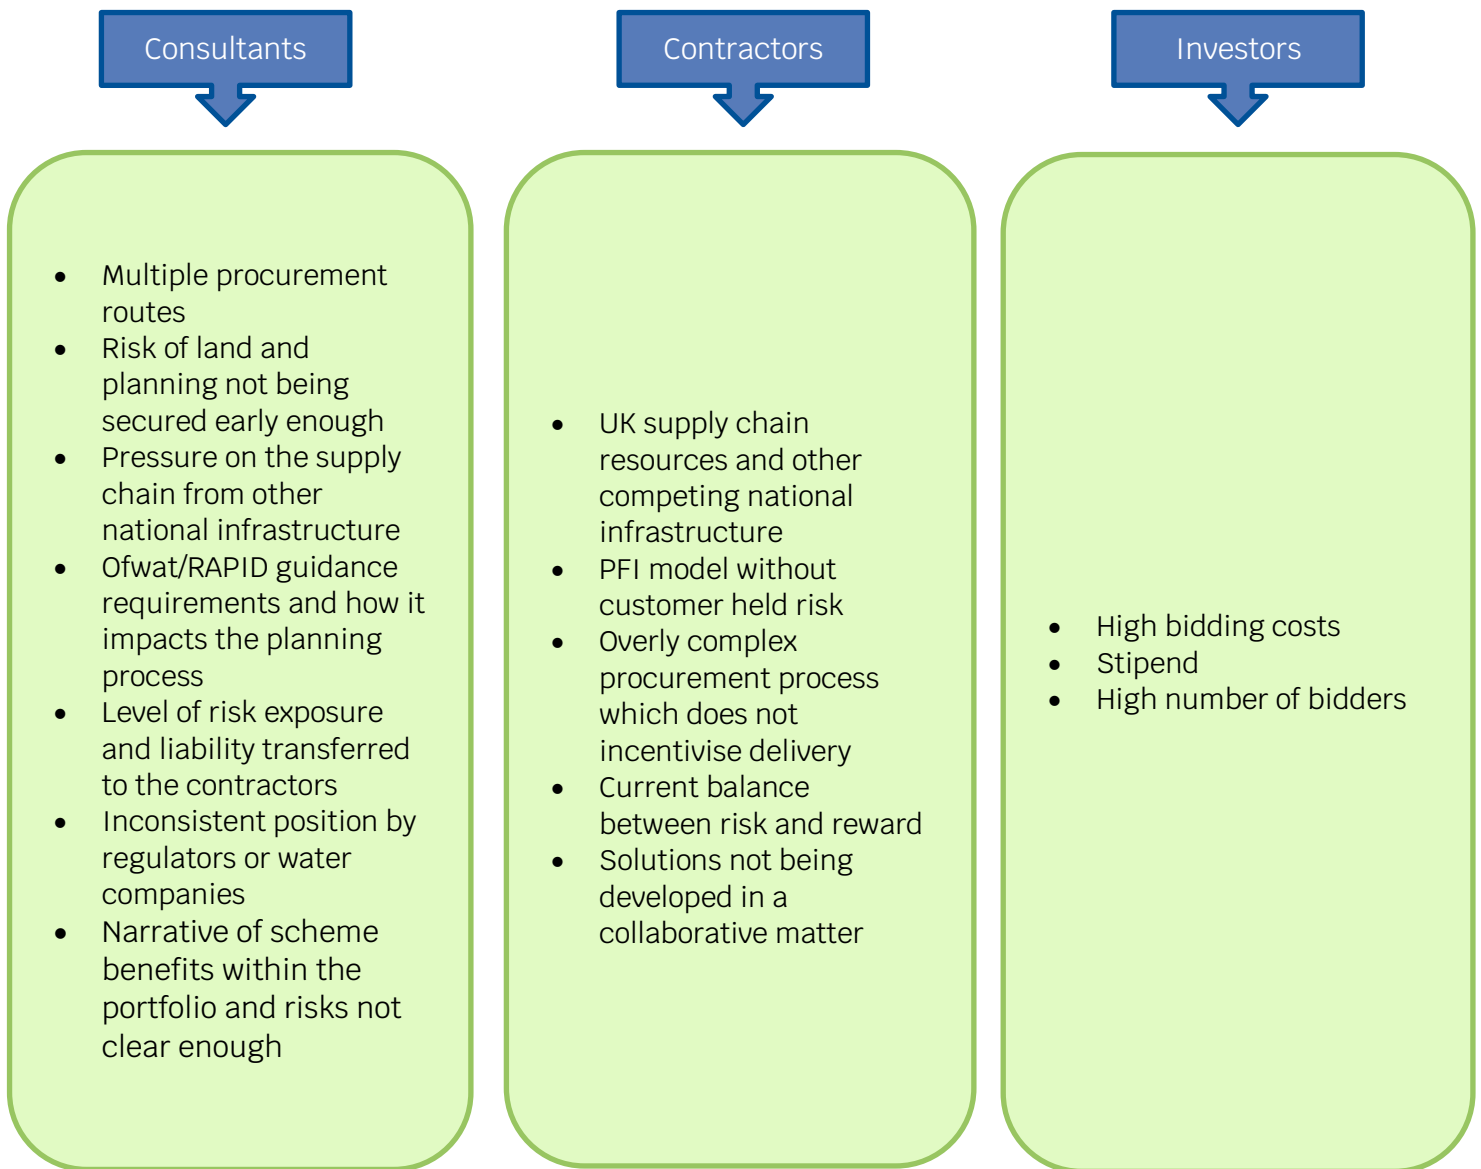 Consultants
Multiple procurement
routes
Risk of land and
planning not being
secured early enough
Pressure on the supply
chain from other
national infrastructure
Ofwat/RAPID guidance
requirements and how it
impacts the planning
process
Level of risk exposure
and liability transferred
to the contractors
Inconsistent position by
regulators or water
companies
Narrative of scheme
benefits within the
portfolio and risks not
clear enough
Contractors
UK supply chain
resources and other
competing national
infrastructure
PFI model without
customer held risk
Overly complex
procurement process
which does not
incentivise delivery
Current balance
between risk and reward
Solutions not being
developed in a
collaborative matter
Investors
High bidding costs
Stipend
High number of bidders